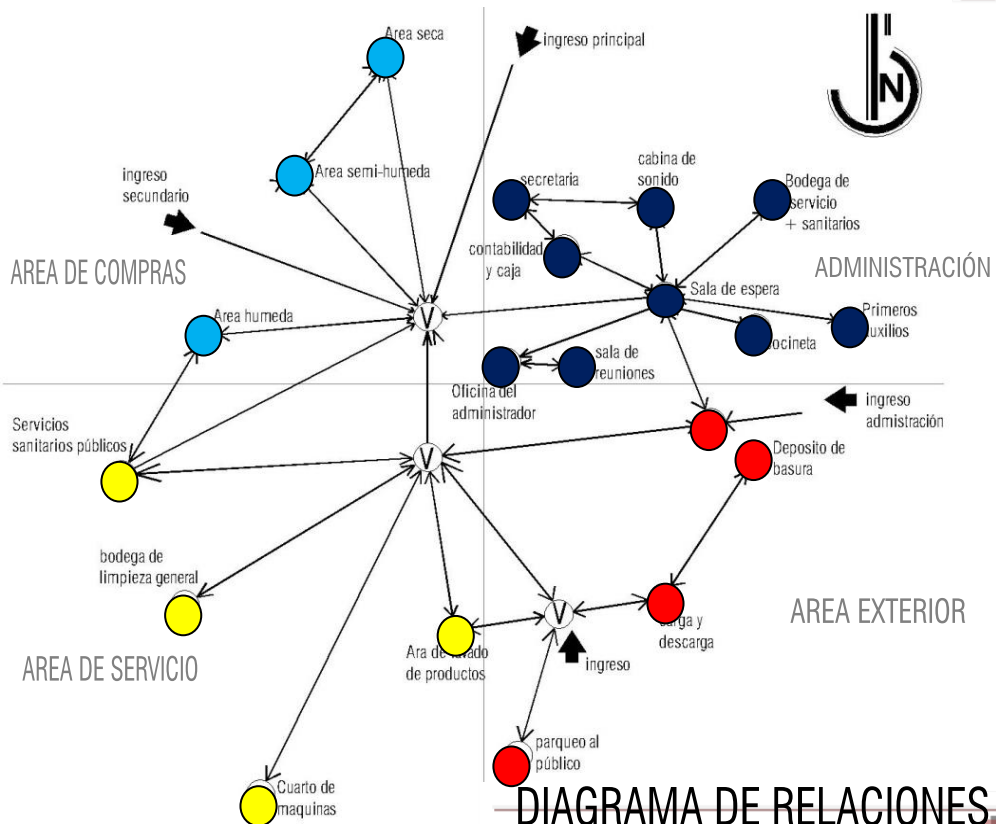 Area seca
ingreso principal
N
Area semi-humeda
ingreso
secundario
secretaria
cabina de
sonido
Bodega de
servicio
+ sanitarios
contabilidad
y caja
AREA DE COMPRAS
ADMINISTRACIÓN
Sala de espera
Area humeda
V
Primeros
uxilios
ocineta
sala de
reuniones
Oficina del
administrador
ingreso
admistración
Servicios
sanitarios públicos
V
Deposito de
basura
bodega de
limpieza general
AREA EXTERIOR
V
arga y
descarga
Ara de lavado
de productos
ingreso
AREA DE SERVICIO
parqueo al
público
Cuarto de
maquinas
DIAGRAMA DE RELACIONES